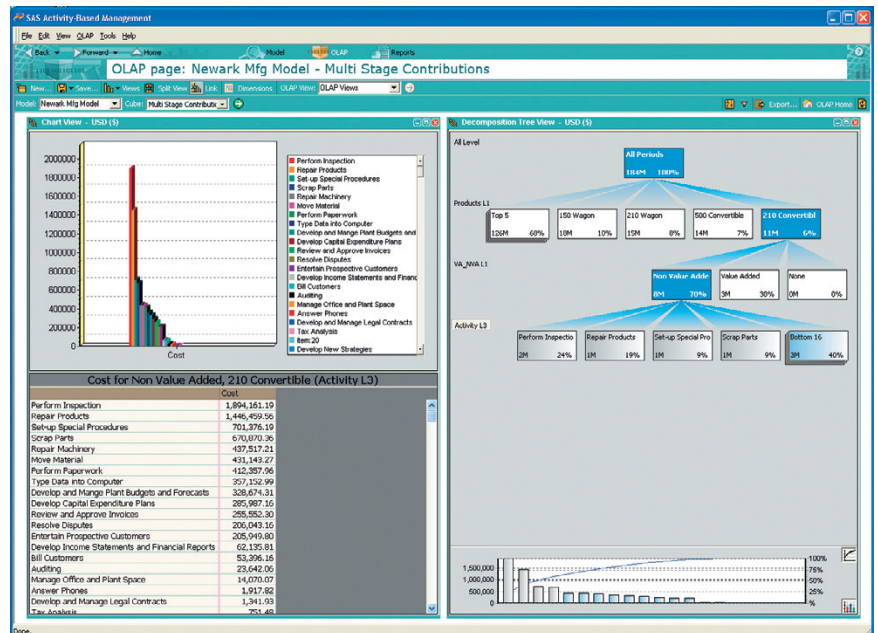 SAS Activity-Based Management
File Edit View OLAP Tools Help
Back Forward Home Model OLAP Reports
OLAP page: Newark Mfg Model - Multi Stage Contributions
New... Save... Views Split View Link Dimensions OLAP View: OLAP Views
Model: Newark Mfg Model Cube: Multi Stage Contributic Export... OLAP Home
Chart View - USD ($)
2000000
1800000
1600000
1400000
1200000
1000000
800000
600000
400000
200000
0
Cost
Perform Inspection
Repair Products
Set-up Special Procedures
Scrap Parts
Repair Machinery
Move Material
Perform Paperwork
Type Data into Computer
Develop and Mange Plant Budgets and
Develop Capital Expenditure Plans
Review and Approve Invoices
Resolve Disputes
Entertain Prospective Customers
Develop Income Statements and Financ
Bill Customers
Auditing
Manage Office and Plant Space
Answer Phones
Develop and Manage Legal Contracts
Tax Analysis
Item:20
Develop New Strategies
Cost for Non Value Added, 210 Convertible (Activity L3)
Cost
Perform Inspection 1,894,161.19
Repair Products 1,446,459.56
Set-up Special Procedures 701,376.19
Scrap Parts 670,870.36
Repair Machinery 437,517.21
Move Material 431,143.27
Perform Paperwork 412,357.96
Type Data into Computer 357,152.99
Develop and Mange Plant Budgets and Forecasts 328,674.31
Develop Capital Expenditure Plans 285,987.16
Review and Approve Invoices 255,552.30
Resolve Disputes 206,043.16
Entertain Prospective Customers 205,949.80
Develop Income Statements and Financial Reports 62,135.81
Bill Customers 53,396.16
Auditing 23,642.06
Manage Office and Plant Space 14,070.07
Answer Phones 1,917.82
Develop and Manage Legal Contracts 1,341.93
Tax Analysis 751.48
Decomposition Tree View - USD ($)
All Level
All Periods
184M 100%
Products L1
Top 5 150 Wagon 210 Wagon 500 Convertible 210 Convertibl
126M 68% 18M 10% 15M 8% 14M 7% 11M 6%
VA_NVA L1
Non Value Adde Value Added None
8M 70% 3M 30% 0M 0%
Activity L3
Perform Inspectio Repair Products Set-up Special Pro Scrap Parts Bottom 16
2M 24% 1M 19% 1M 9% 1M 9% 3M 40%
1,500,000
1,000,000
500,000
0
100%
75%
50%
25%
%
Done.